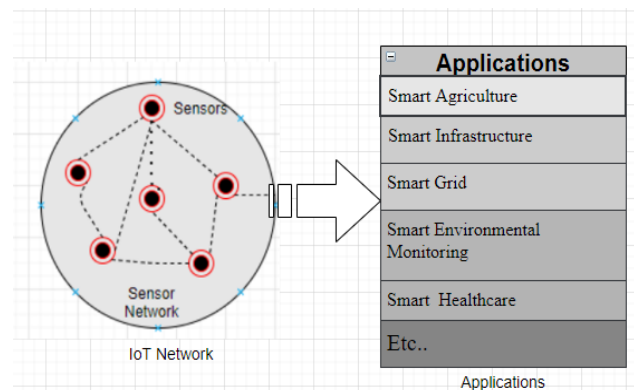 Sensors
Sensor
Network
IoT Network
Applications
Smart Agriculture
Smart Infrastructure
Smart Grid
Smart Environmental
Monitoring
Smart Healthcare
Etc..
Applications